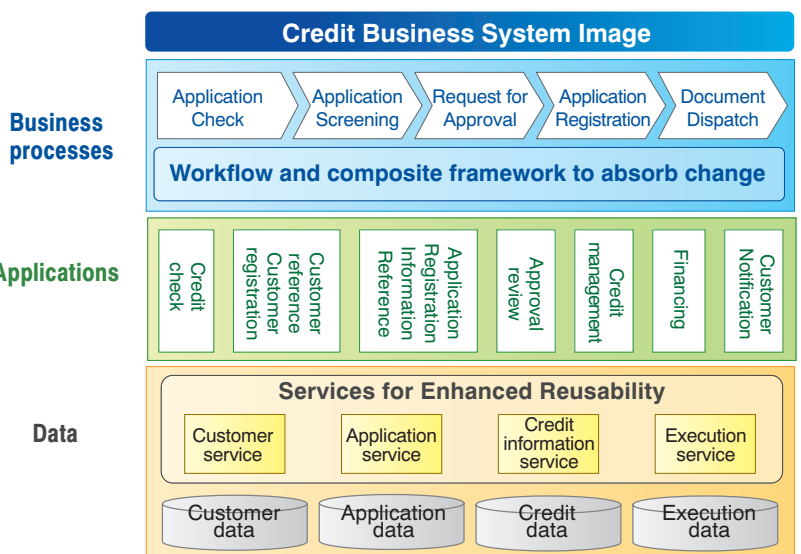 Credit Business System Image
Business
processes
Application
Check
Application
Screening
Request for
Approval
Application
Registration
Document
Dispatch
Workflow and composite framework to absorb change
Applications
Credit
check
Customer
reference
Customer
registration
Application
Registration
Information
Reference
Approval
review
Credit
management
Financing
Customer
Notification
Data
Services for Enhanced Reusability
Customer
service
Application
service
Credit
information
service
Execution
service
Customer
data
Application
data
Credit
data
Execution
data